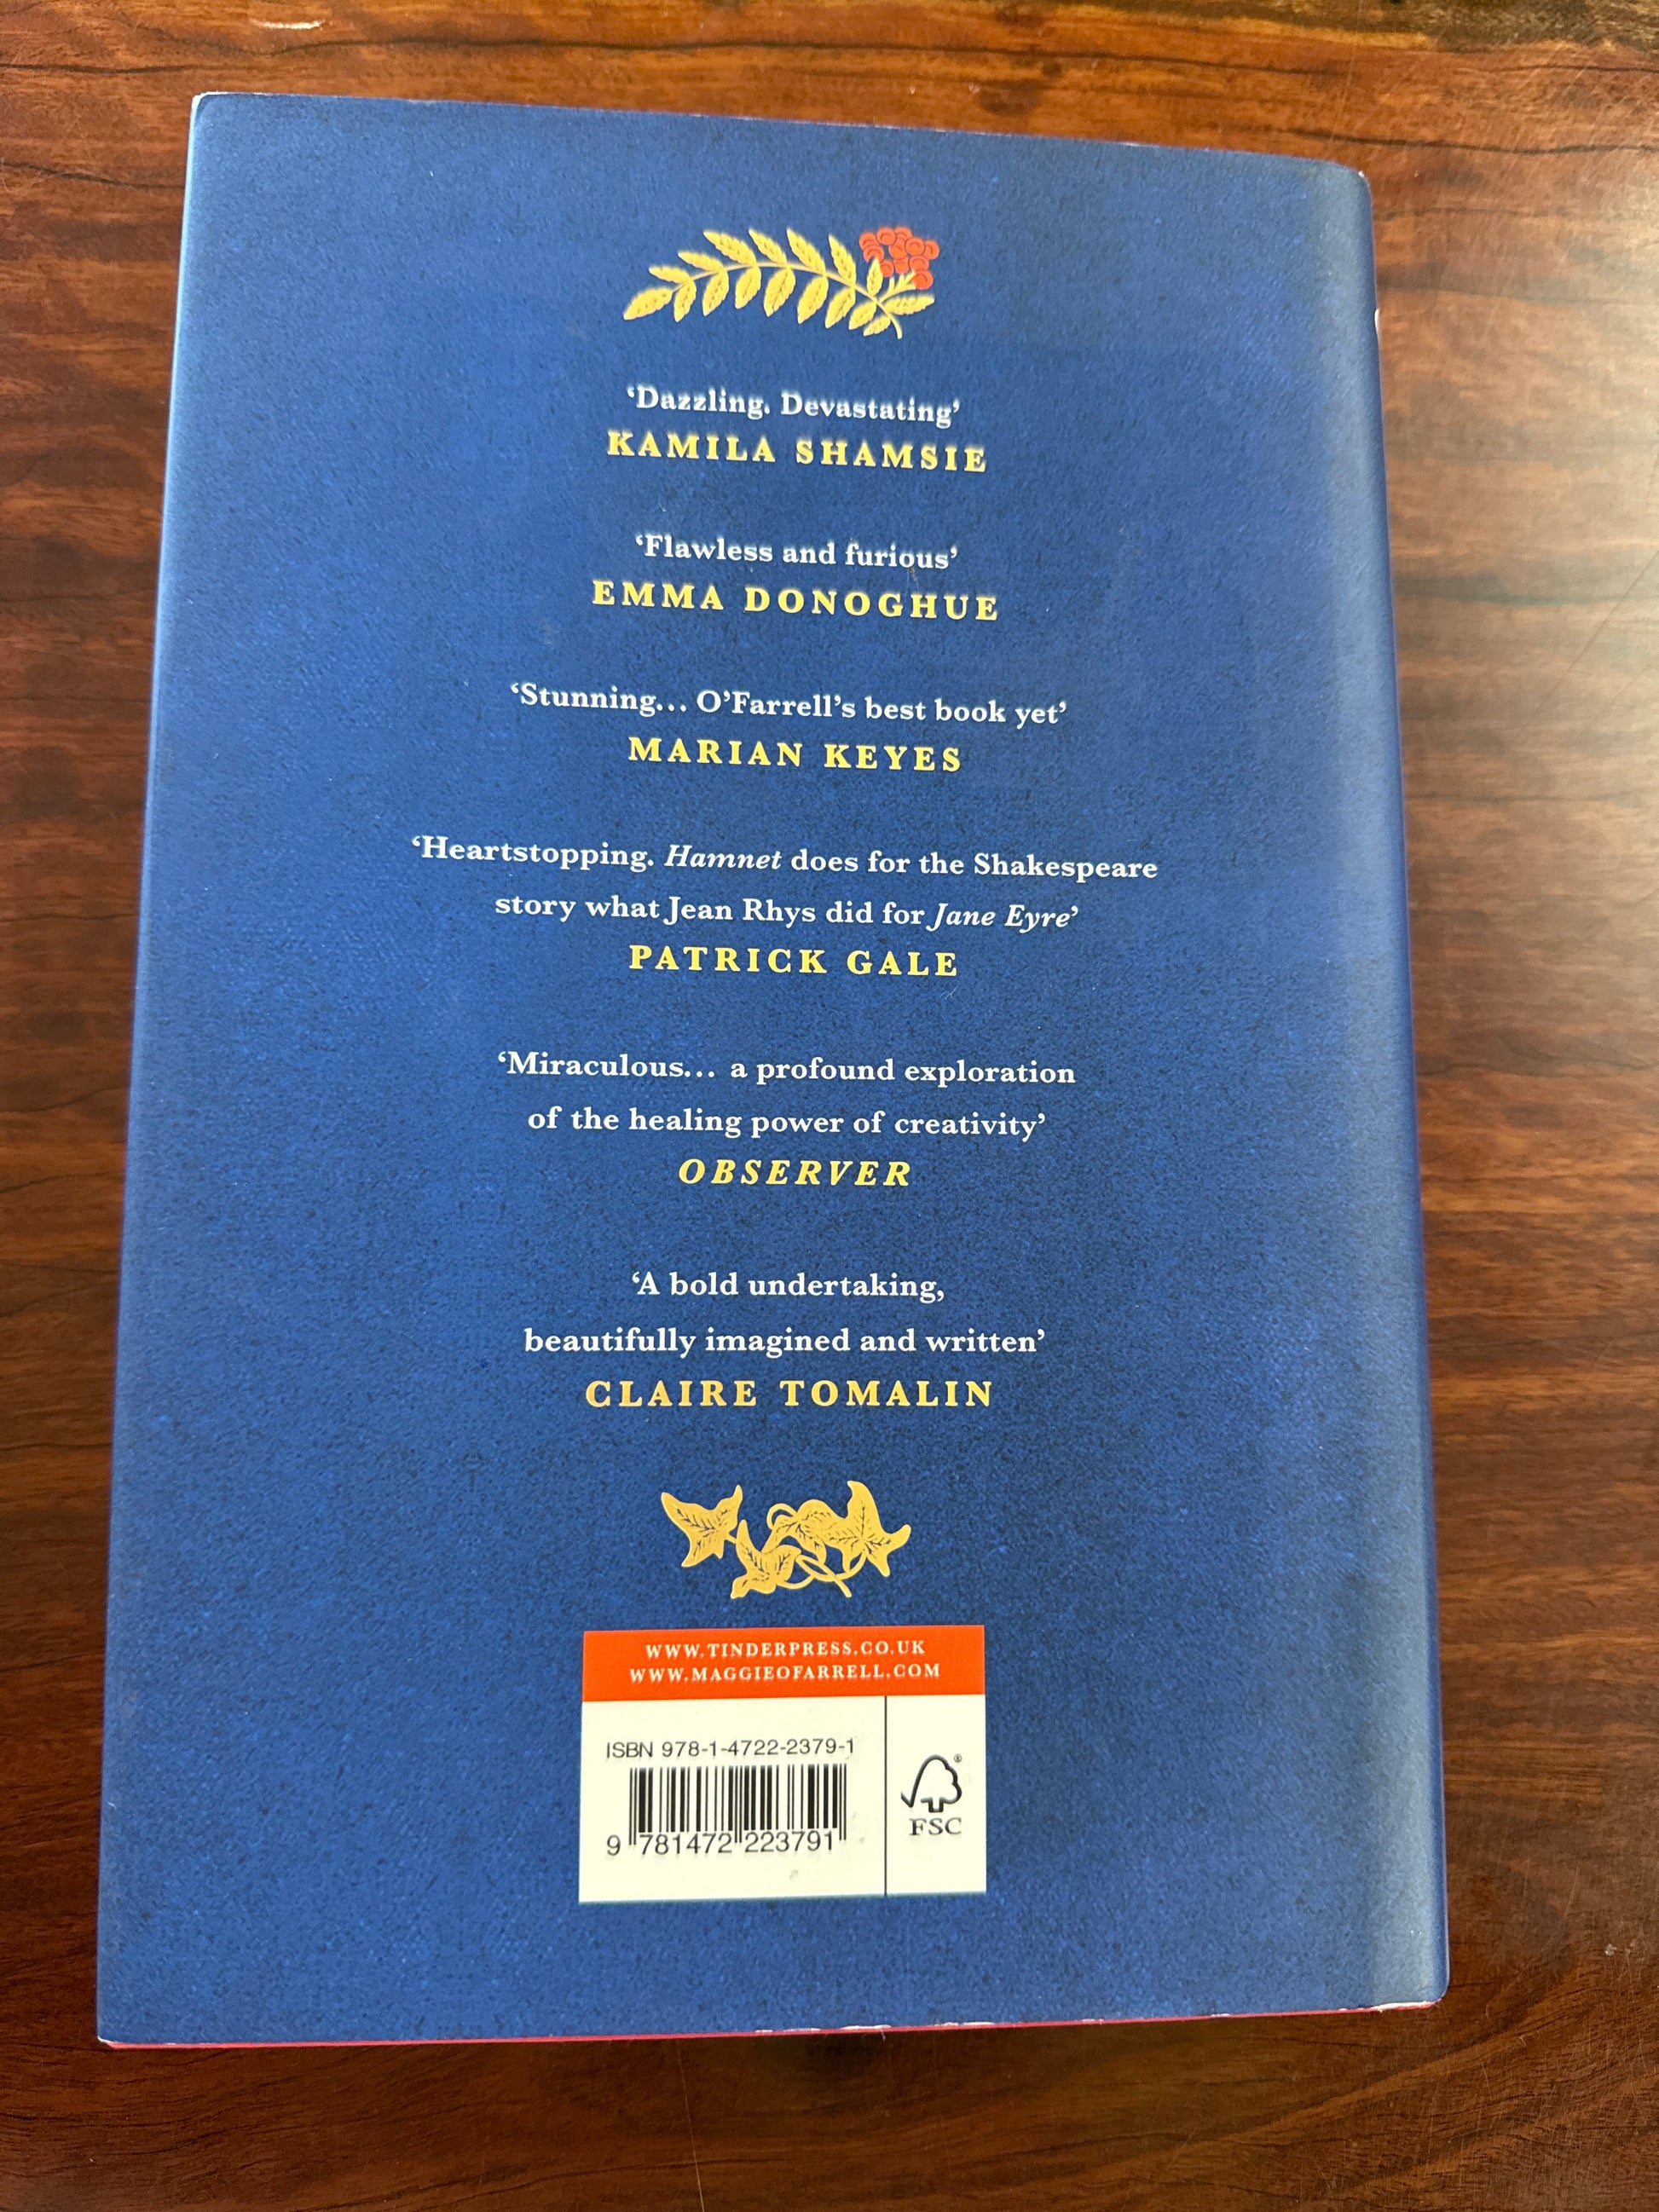 ‘Dazzling. Devastating’
KAMILA SHAMSIE
‘Flawless and furious’
EMMA DONOGHUE
‘Stunning... O’Farrell’s best book yet’
MARIAN KEYES
‘Heartstopping. Hamnet does for the Shakespeare
story what Jean Rhys did for Jane Eyre’
PATRICK GALE
‘Miraculous... a profound exploration
of the healing power of creativity’
OBSERVER
‘A bold undertaking,
beautifully imagined and written’
CLAIRE TOMALIN
WWW.TINDERPRESS.CO.UK
WWW.MAGGIEOFARRELL.COM
ISBN 978-1-4722-2379-1
9 781472 223791
®
FSC